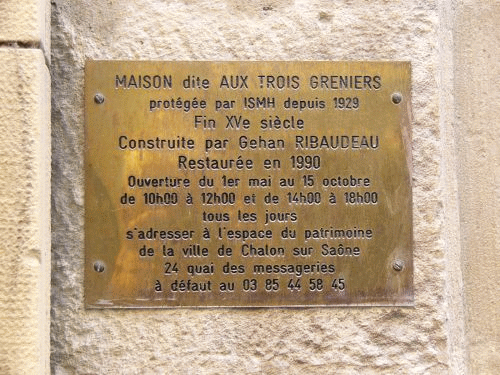 MAISON dite AUX TROIS GRENIERS
protégée par ISMH depuis 1929
Fin XVe siècle
Construite par Gehan RIBAUDEAU
Restaurée en 1990
Ouverture du 1er mai au 15 octobre
de 10h00 à 12h00 et de 14h00 à 18h00
tous les jours
s'adresser à l'espace du patrimoine
de la ville de Chalon sur Saône
24 quai des messageries
à défaut au 03 85 44 58 45